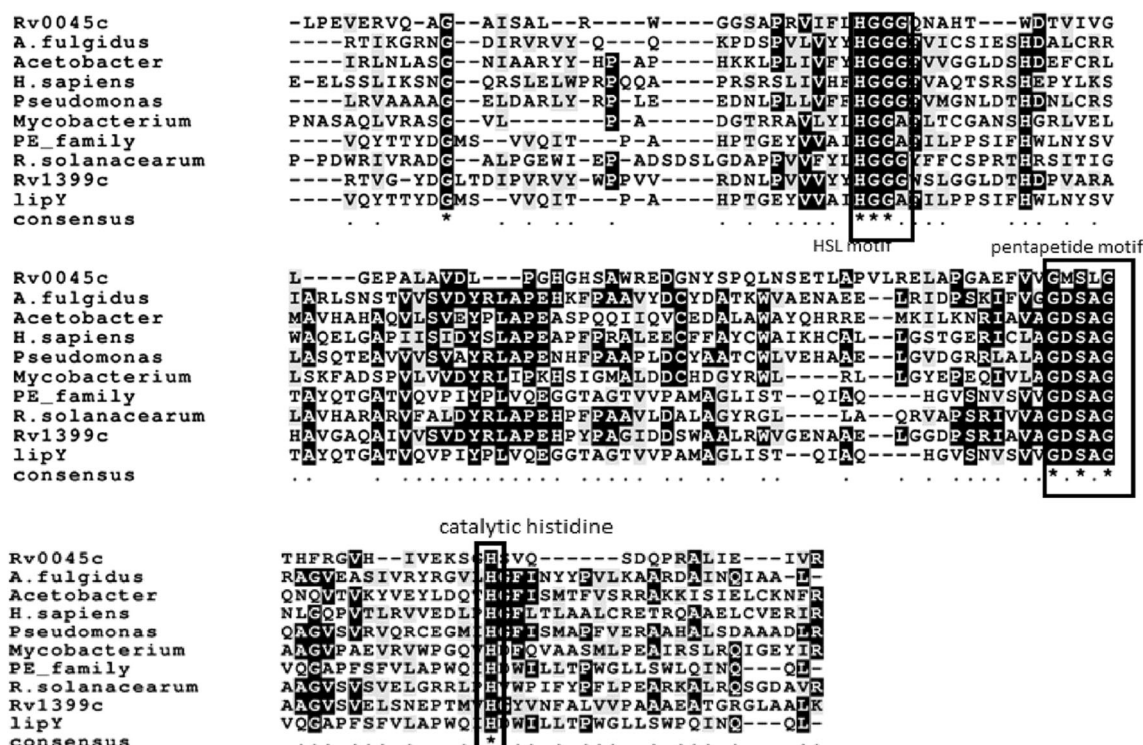 Rv0045c -LPEVERVQ-AG--AISAL--R----W----GGSAPRVIFLHGGGQNAHT---WDTVIVG
A.fulgidus ----RTIKGRNG--DIRVRVY-Q---Q----KPDSPVLVYYHGGGFVICSIESHDALCRR
Acetobacter ----IRLNLASG--NIAARYY-HP-AP----HKKLPLIVFYHGGGFVVGGLDSHDEFCRL
H.sapiens E-ELSSLIKSNG--QRSLELWPRPQQA----PRSRSLIVHFHGGGFVAQTSRSHEPYLKS
Pseudomonas ----LRVAAAAG--ELDARLY-RP-LE----EDNLPLLVFFHGGGFVMGNLDTHDNLCRS
Mycobacterium PNASAQLVRASG--VL------P-----DGTRRAVLYLHGGAFLTCGANSHGRLVEL
PE_family ----VQYTTYDGMS--VVQIT---P-A----HPTGEYVVAIHGGAFILPPSIFHWLNYSV
R.solanacearum P-PDWRIVRADG--ALPGEWI-EP-ADSDSLGDAPPVVFYLHGGGYFFCSPRTHRSITIG
Rv1399c ----RTVG-YDGLTDIPVRVY-WPPVV----RDNLPVVVYYHGGGWSLGGLDTHDPVARA
lipY ----VQYTTYDGMS--VVQIT---P-A----HPTGEYVVAIHGGAFILPPSIFHWLNYSV
consensus
HSL motif pentapetide motif
Rv0045c L----GEPALAVDL---PGHGHSAWREDGNYSPQLNSETLAPVLRELAPGAEFVVGMSLG
A.fulgidus IARLSNSTVVSVDYRLAPEHKFPAAVYDCYDATKWVAENAEE--LRIDPSKIFVGGDSAG
Acetobacter MAVHAHAQVLSVEYPLAPEASPQQIIQVCEDALAWAYQHRRE--MKILKNRIAVAGDSAG
H.sapiens WAQELGAPIISIDYSLAPEAPFPRALEECFFAYCWAIKHCAL--LGSTGERICLAGDSAG
Pseudomonas LASQTEAVVVSVAYRLAPENHFPAAPLDCYAATCWLVEHAAE--LGVDGRRLALAGDSAG
Mycobacterium LSKFADSPVLVVDYRLIPKHSIGMALDDCHDGYRWL----RL--LGYEPEQIVLAGDSAG
PE_family TAYQTGATVQVPIYPLVQEGGTAGTVVPAMAGLIST--QIAQ----HGVSNVSVVGDSAG
R.solanacearum LAVHARARVFALDYRLAPEHPFPAAVLDALAGYRGL----LA--QRVAPSRIVVAGDSAG
Rv1399c HAVGAQAIVVSVDYRLAPEHPYPAGIDDSWAALRWVGENAAE--LGGDPSRIAVAGDSAG
lipY TAYQTGATVQVPIYPLVQEGGTAGTVVPAMAGLIST--QIAQ----HGVSNVSVVGDSAG
consensus
catalytic histidine
Rv0045c THFRGVH--IVEKSGHSVQ------SDQPRALIE---IVR
A.fulgidus RAGVEASIVRYRGVLHGFINYYPVLKAARDAINQIAA-L-
Acetobacter QNQVTVKYVEYLDQTHGFISMTFVSRRAKKISIELCKNFR
H.sapiens NLGQPVTLRVVEDLPHGFLTLAALCRETRQAAELCVERIR
Pseudomonas QAGVSVRVQRCEGMIHGFISMAPFVERAAHALSDAAADLR
Mycobacterium AAGVPAEVRVWPGQVHDFQVAASMLPEAIRSLRQIGEYIR
PE_family VQGAPFSFVLAPWQIHDWILLTPWGLLSWLQINQ---QL-
R.solanacearum AAGVSVSVELGRRLPHVWPIFYPFLPEARKALRQSGDAVR
Rv1399c AAGVSVELSNEPTMVHGYVNFALVVPAAAEATGRGLAALK
lipY VQGAPFSFVLAPWQIHDWILLTPWGLLSWPQINQ---QL-
consensus